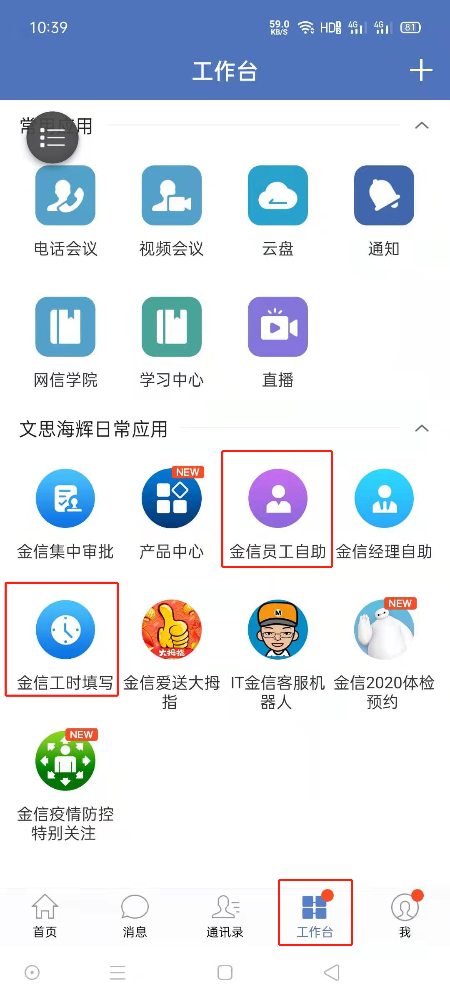 10:39
59.0 KB/S HD 1 2 4G 4G 81
工作台
常用应用
电话会议 视频会议 云盘 通知
网信学院 学习中心 直播
文思海辉日常应用
NEW
金信集中审批 产品中心 金信员工自助 金信经理自助
M NEW
大拇指
金信工时填写 金信爱送大拇 IT金信客服机 金信2020体检
指 器人 预约
NEW
金信疫情防控
特别关注
首页 消息 通讯录 工作台 我